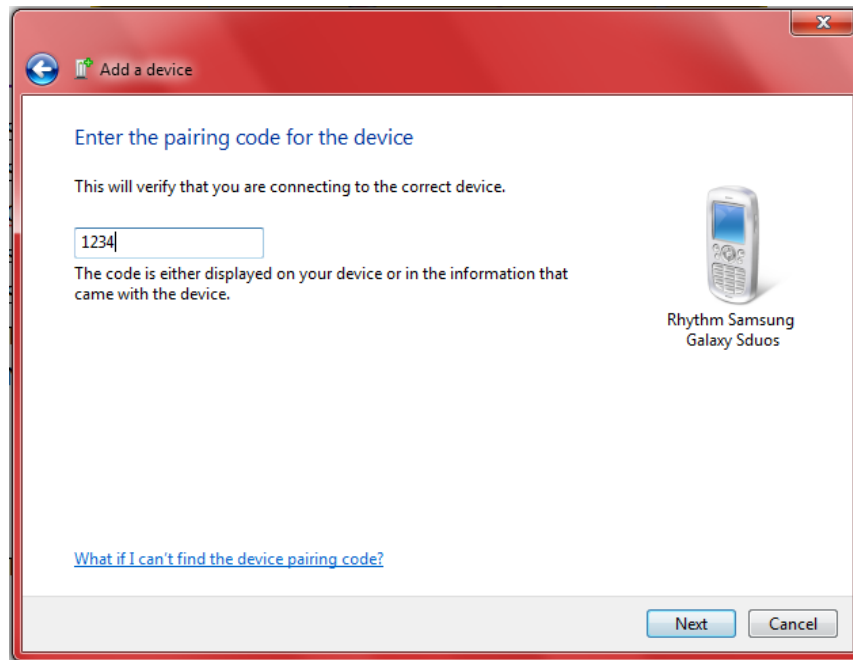 Add a device
Enter the pairing code for the device
This will verify that you are connecting to the correct device.
1234
The code is either displayed on your device or in the information that
came with the device.
Rhythm Samsung
Galaxy Sduos
What if I can't find the device pairing code?
Next
Cancel